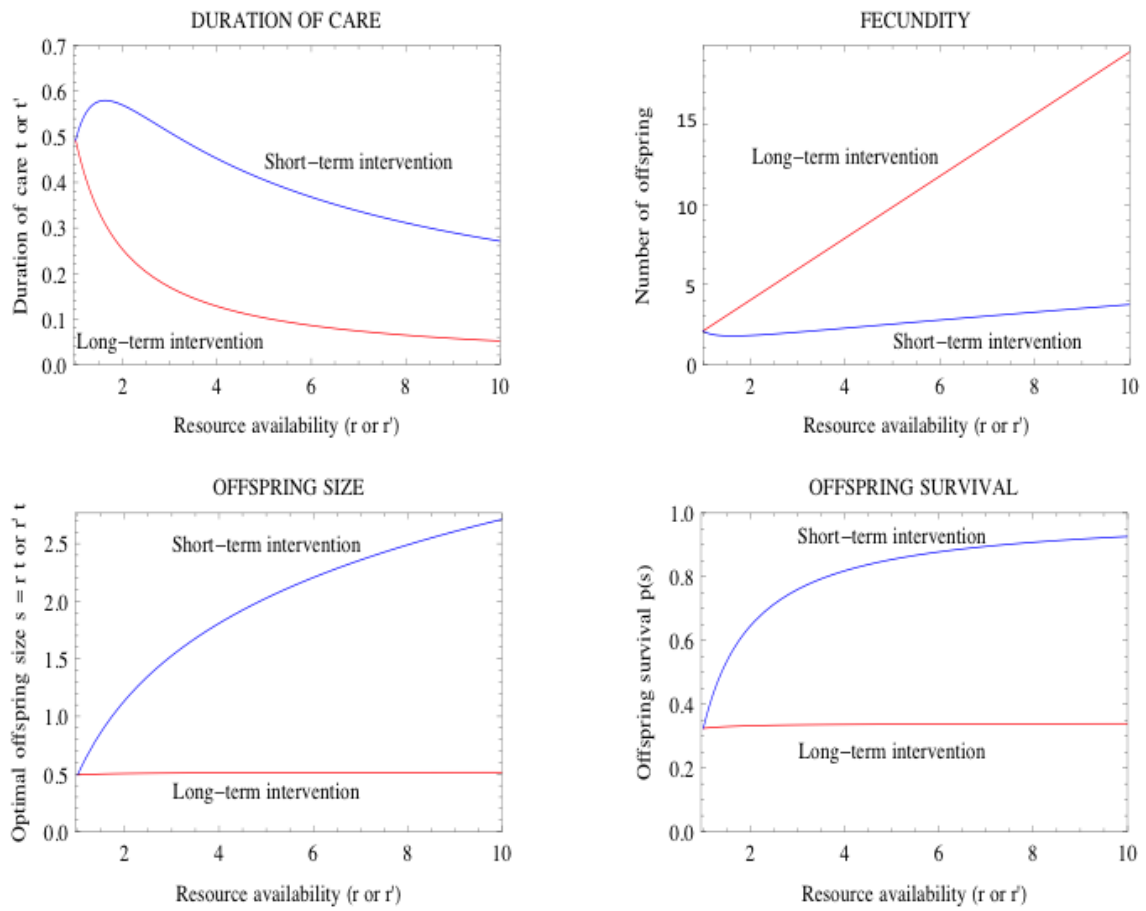 DURATION OF CARE
Duration of care t or t'
0.7
0.6
0.5
0.4
0.3
0.2
0.1
0.0
Short−term intervention
Long−term intervention
2
4
6
8
10
Resource availability (r or r')
FECUNDITY
Number of offspring
15
10
5
0
Long−term intervention
Short−term intervention
2
4
6
8
10
Resource availability (r or r')
OFFSPRING SIZE
Optimal offspring size s = r t or r' t
2.5
2.0
1.5
1.0
0.5
0.0
Short−term intervention
Long−term intervention
2
4
6
8
10
Resource availability (r or r')
OFFSPRING SURVIVAL
Offspring survival p(s)
1.0
0.8
0.6
0.4
0.2
0.0
Short−term intervention
Long−term intervention
2
4
6
8
10
Resource availability (r or r')